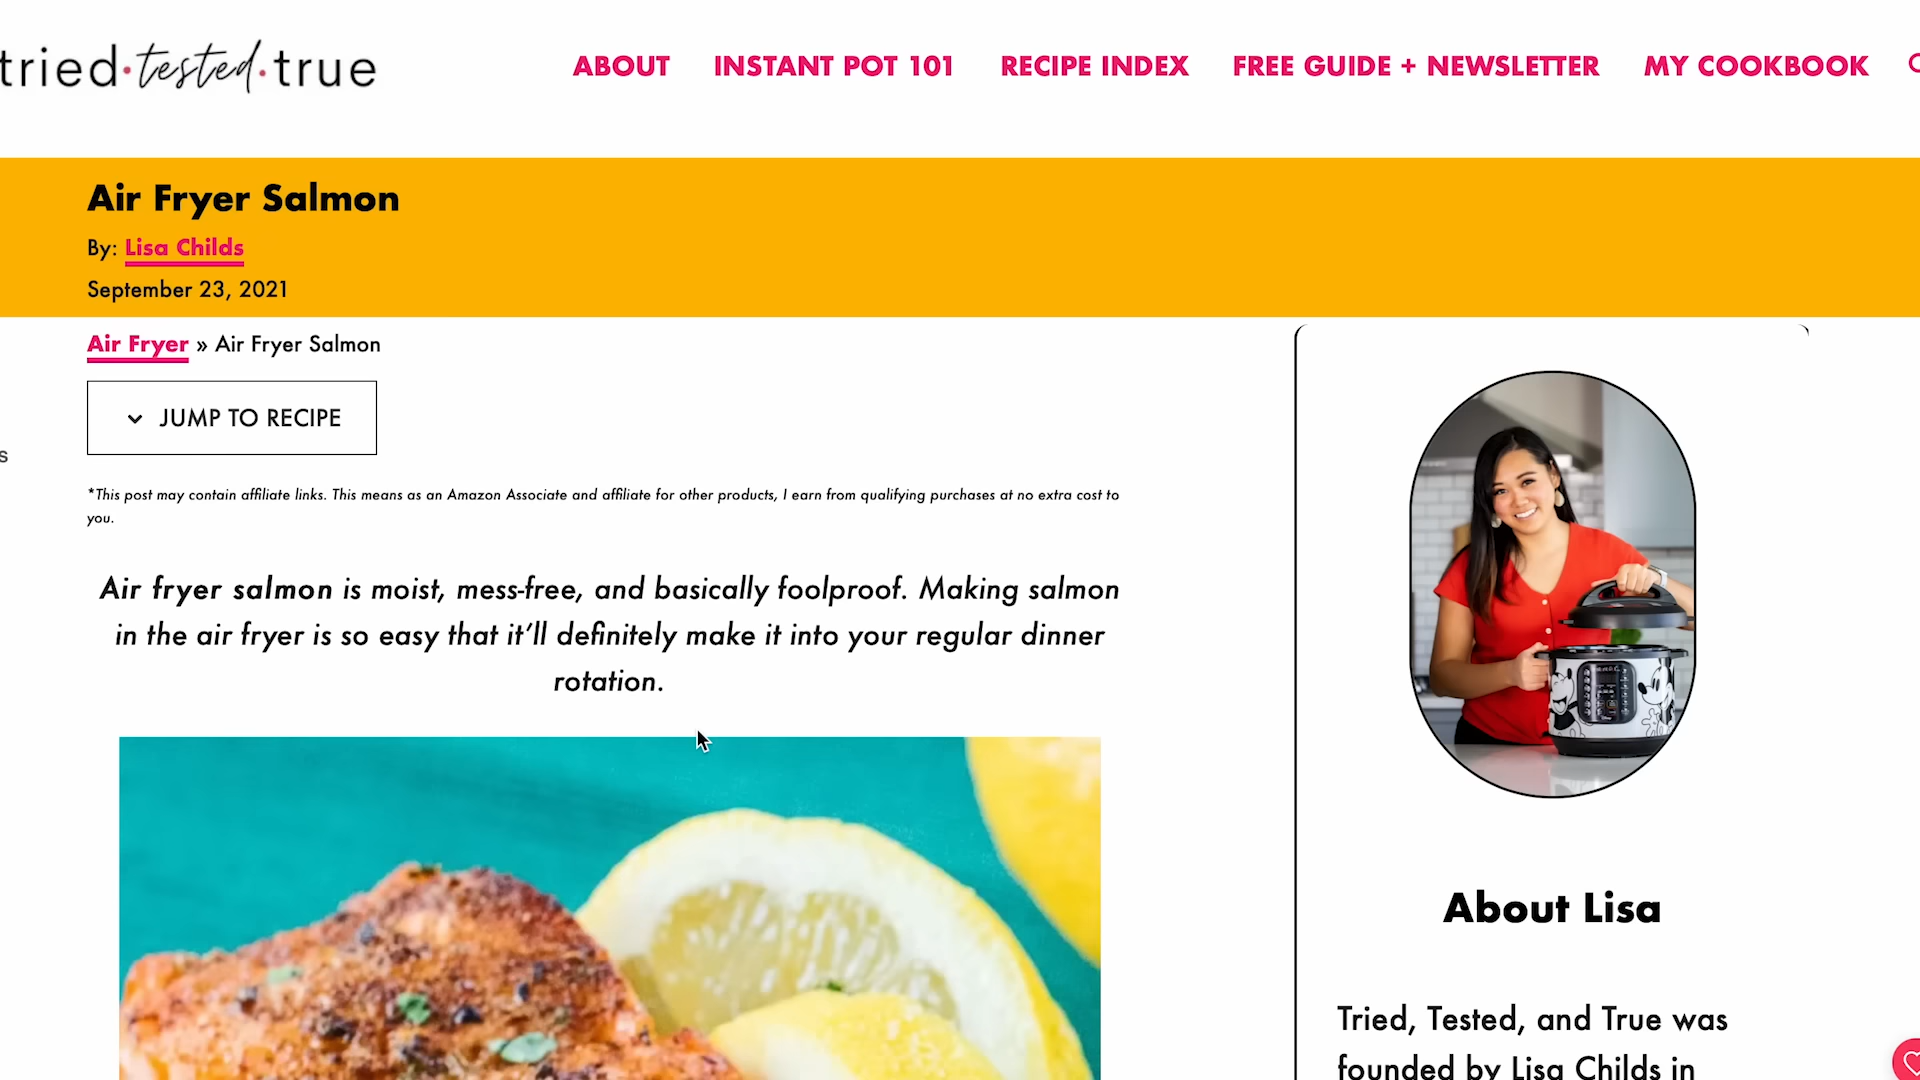 tried·tested·true
ABOUT INSTANT POT 101 RECIPE INDEX FREE GUIDE + NEWSLETTER MY COOKBOOK
Air Fryer Salmon
By: Lisa Childs
September 23, 2021
Air Fryer » Air Fryer Salmon
JUMP TO RECIPE
s
*This post may contain affiliate links. This means as an Amazon Associate and affiliate for other products, I earn from qualifying purchases at no extra cost to
you.
Air fryer salmon is moist, mess-free, and basically foolproof. Making salmon
in the air fryer is so easy that it’ll definitely make it into your regular dinner
rotation.
About Lisa
Tried, Tested, and True was
founded by Lisa Childs in